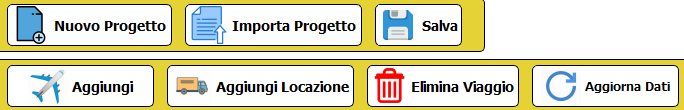 Nuovo Progetto Importa Progetto Salva
Aggiungi Aggiungi Locazione Elimina Viaggio Aggiorna Dati